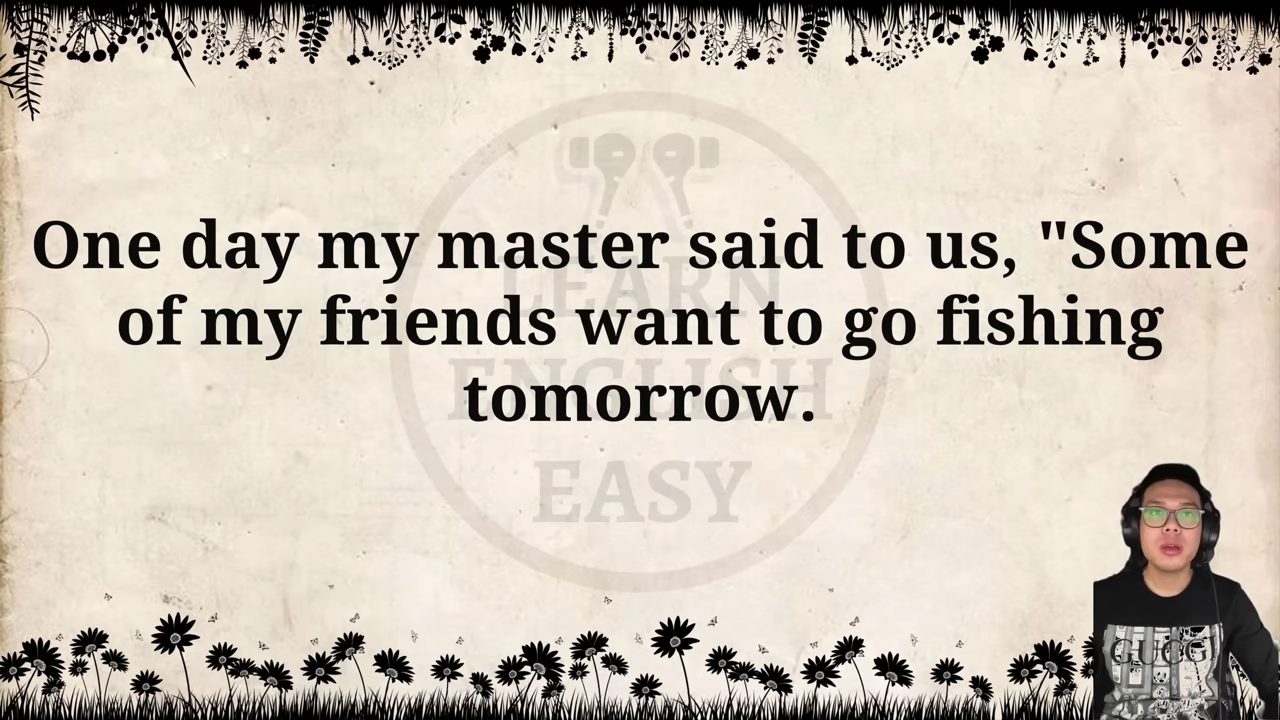 One day my master said to us, "Some
of my friends want to go fishing
tomorrow.
LEARN
ENGLISH
EASY
GUCCI